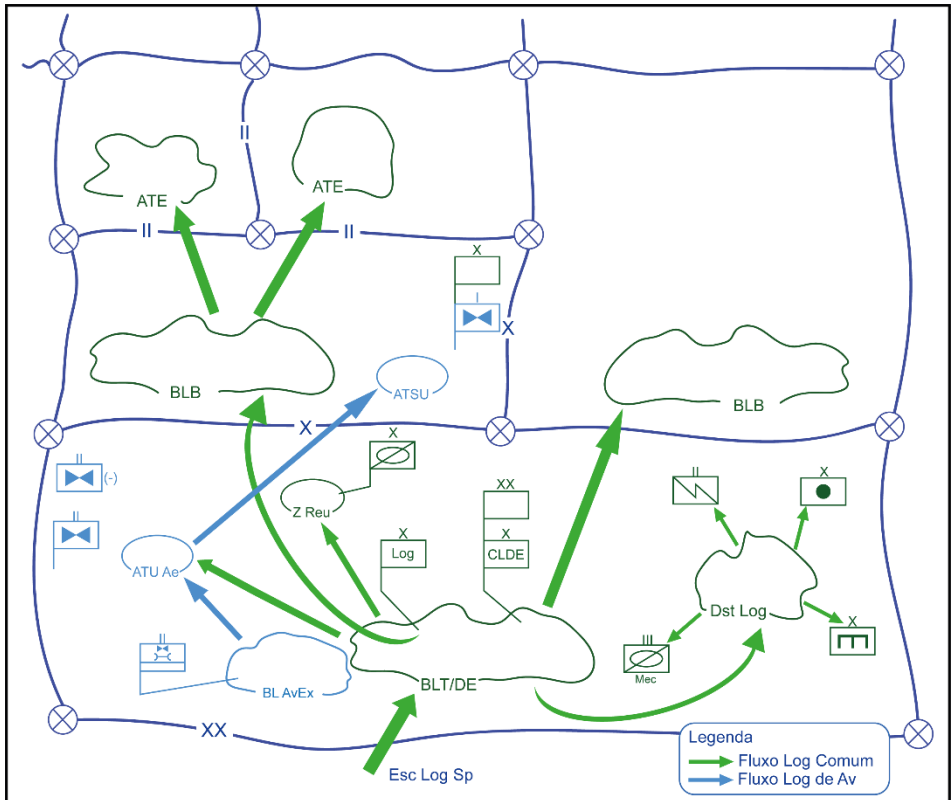 II
ATE
ATE
II
II
X
I
X
BLB
ATSU
BLB
X
X
II
(-)
XX
II
X
Z Reu
X
Log
CLDE
II
ATU Ae
Dst Log
II
III
X
Mec
BLT/DE
BL AvEx
XX
Legenda
Esc Log Sp
Fluxo Log Comum
Fluxo Log de Av